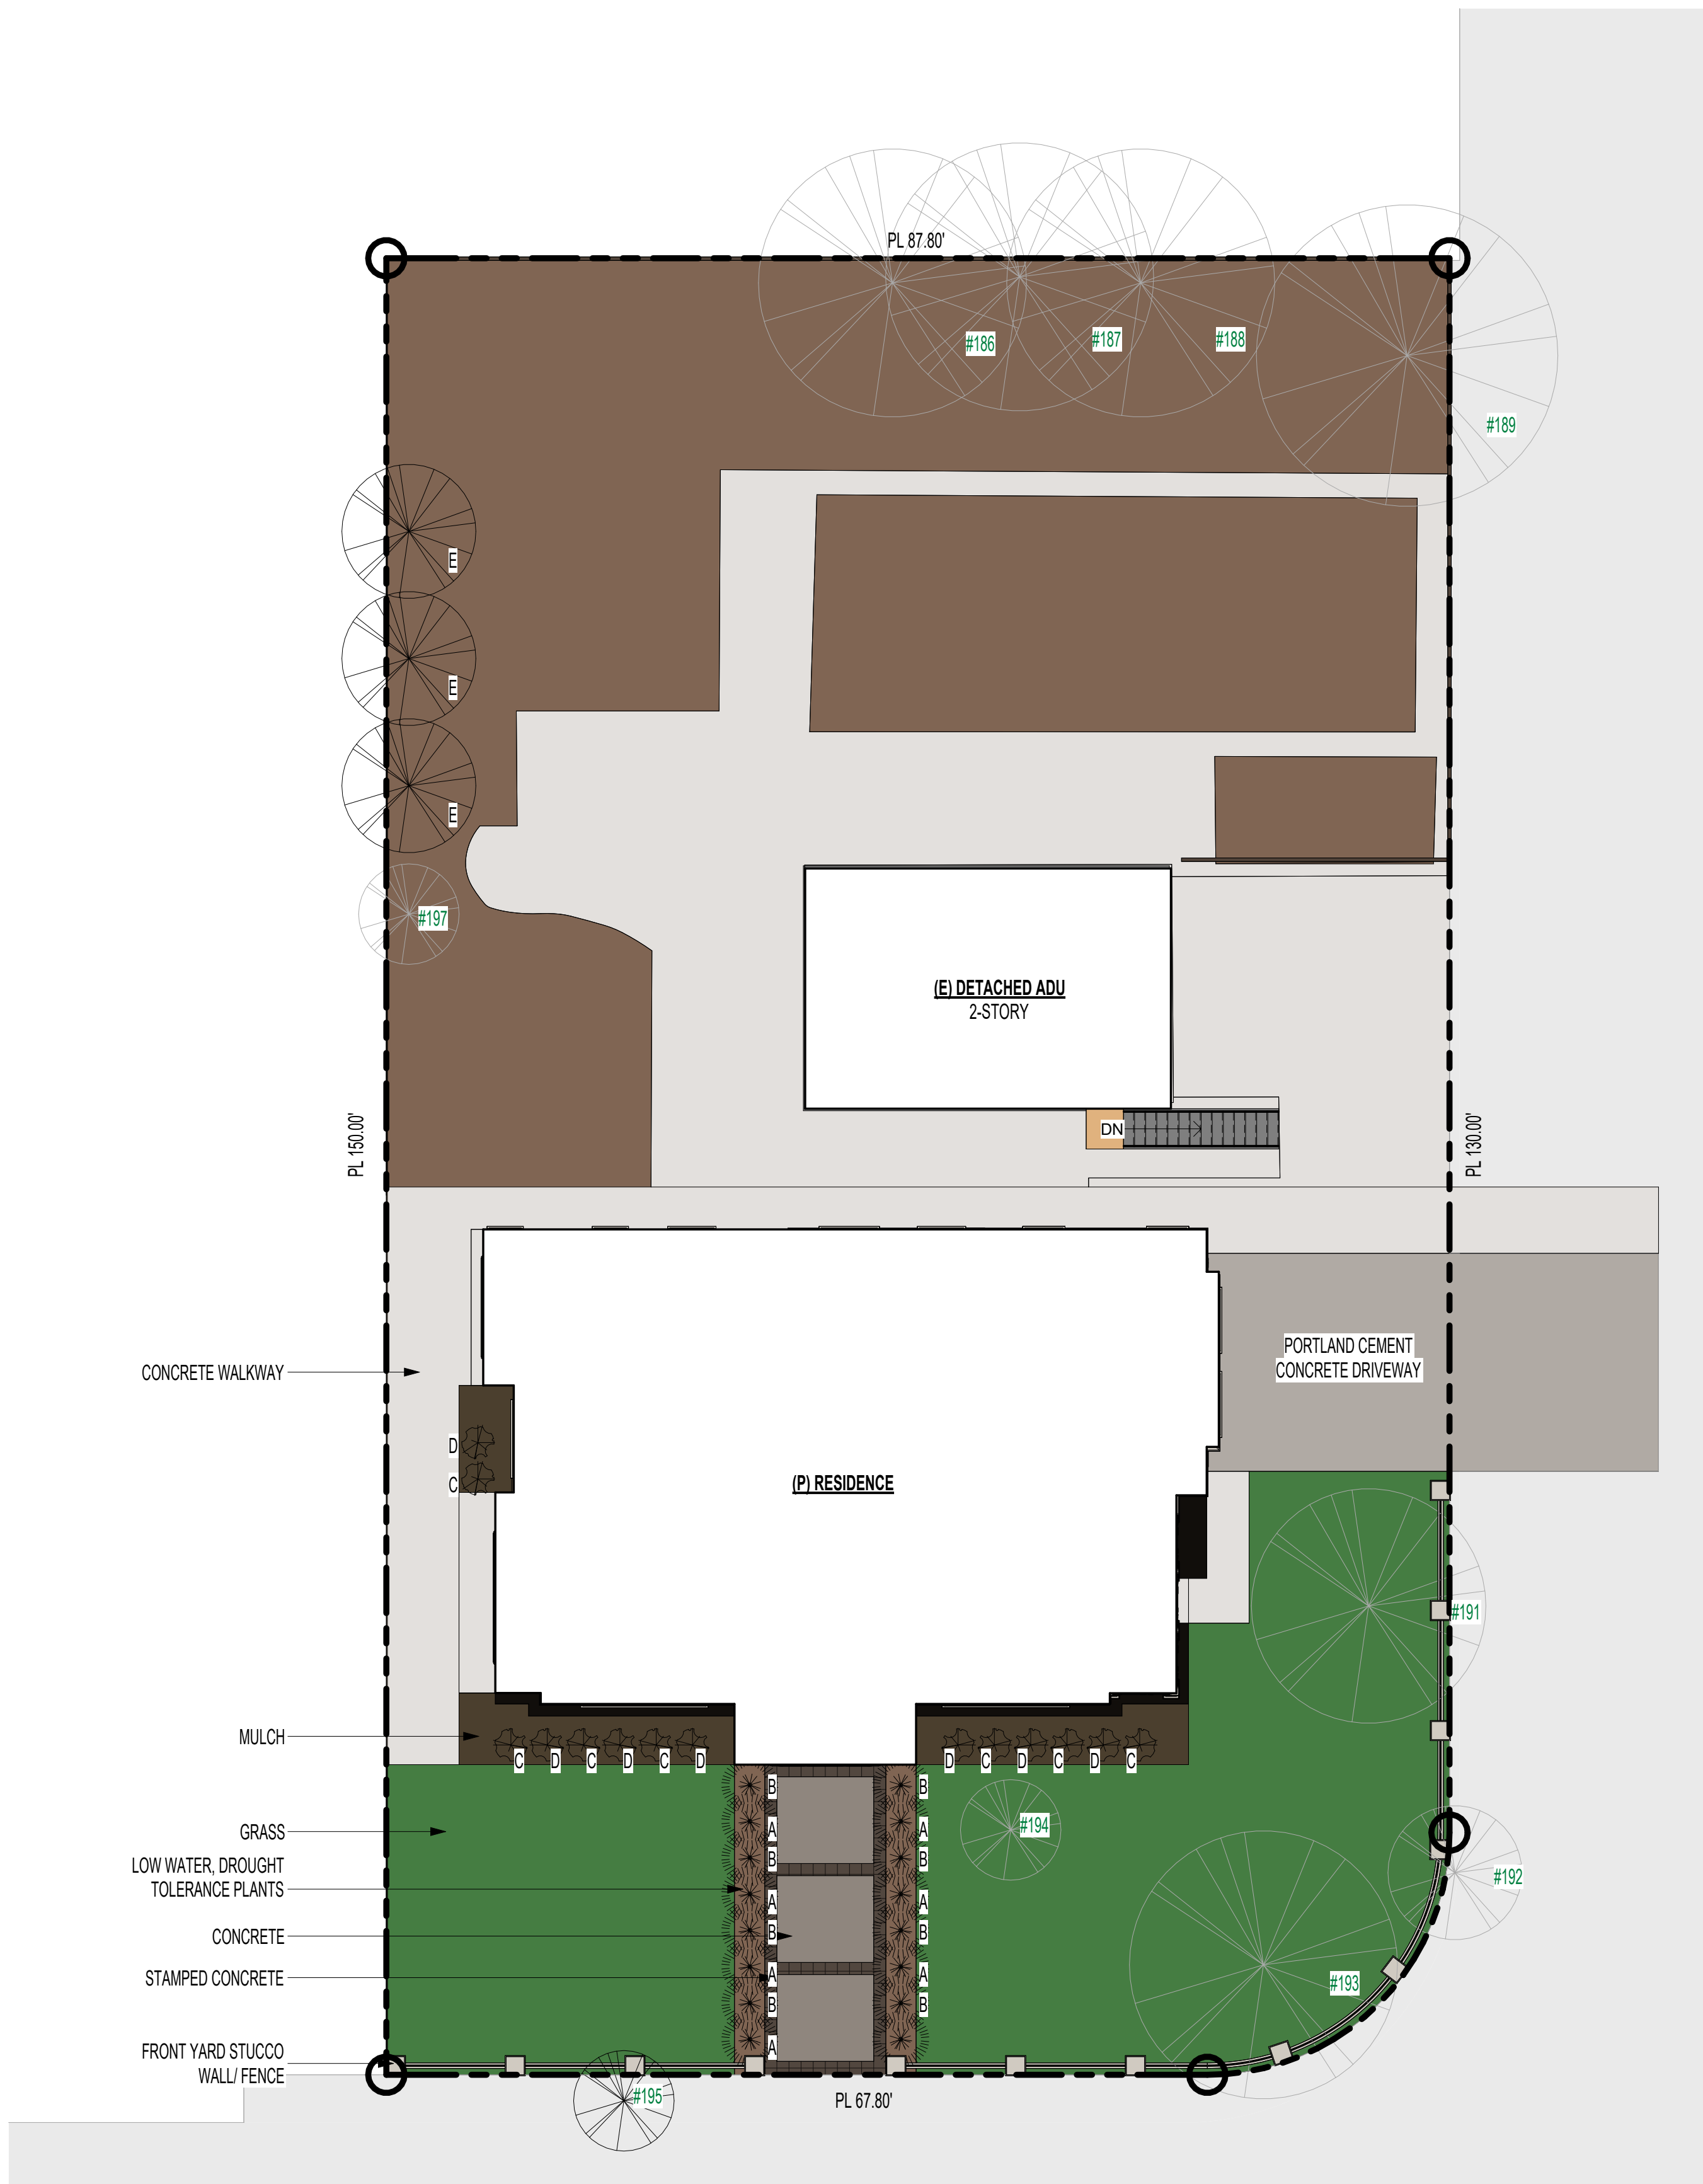 PL 87.80'
#186
#187
#188
#189
E
E
E
#197
(E) DETACHED ADU
2-STORY
DN
PL 150.00'
PL 130.00'
PORTLAND CEMENT
CONCRETE DRIVEWAY
CONCRETE WALKWAY
D
C
(P) RESIDENCE
#191
MULCH
C D C D C D
D C D C D C
B
A
B
A
B
A
B
A
B
A
B
A
B
A
B
#194
GRASS
LOW WATER, DROUGHT
TOLERANCE PLANTS
CONCRETE
STAMPED CONCRETE
#192
#193
FRONT YARD STUCCO
WALL/ FENCE
#195
PL 67.80'